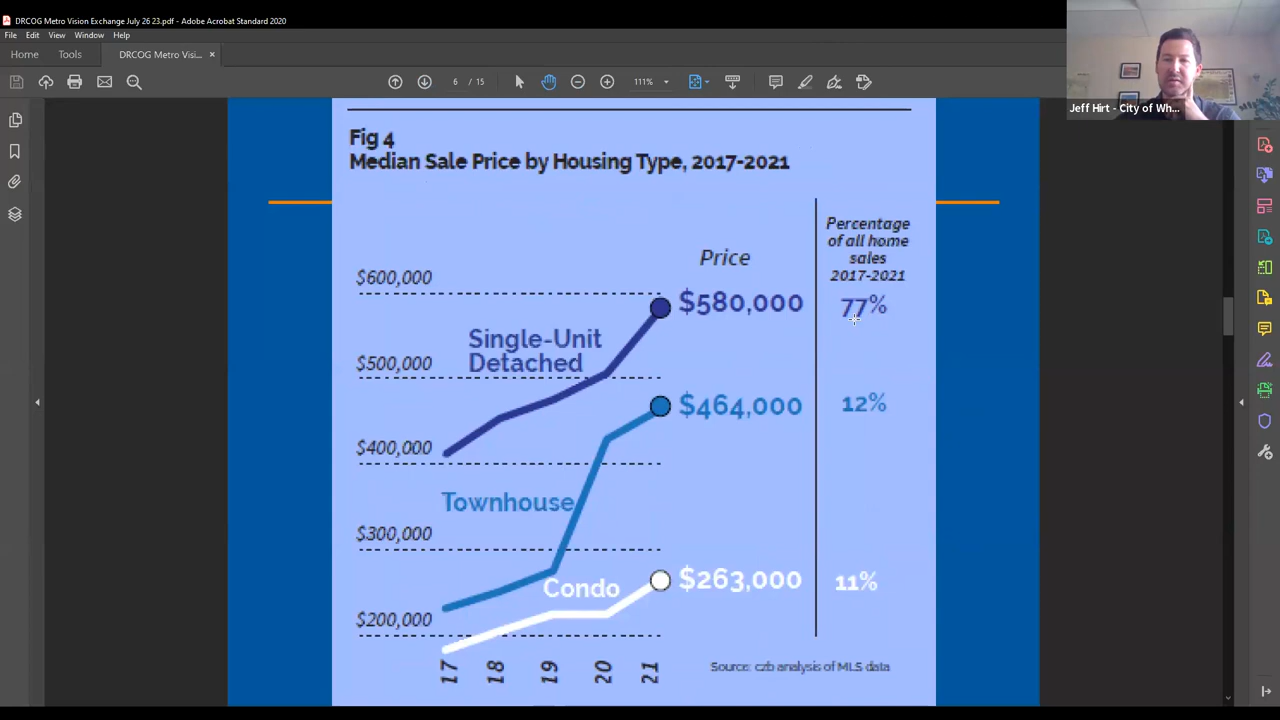 DRCOG Metro Vision Exchange July 26 23.pdf - Adobe Acrobat Standard 2020
File Edit View Window Help
Home Tools DRCOG Metro Visi... ×
6 / 15 111%
Jeff Hirt - City of Wh...
Fig 4
Median Sale Price by Housing Type, 2017-2021
Percentage
of all home
sales
2017-2021
Price
$600,000
$580,000 77%
Single-Unit
Detached
$500,000
$464,000 12%
$400,000
Townhouse
$300,000
Condo $263,000 11%
$200,000
17 18 19 20 21
Source: czb analysis of MLS data